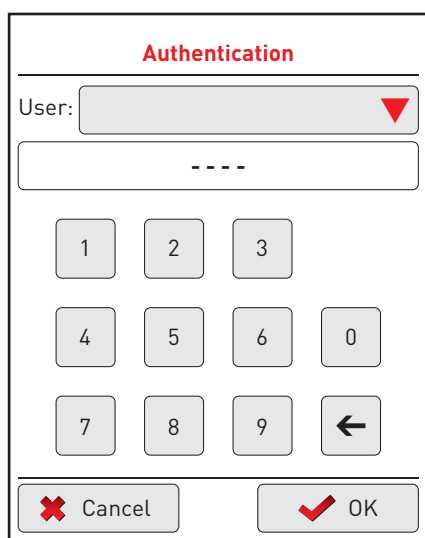 Authentication
User:
----
1 2 3
4 5 6 0
7 8 9
Cancel OK